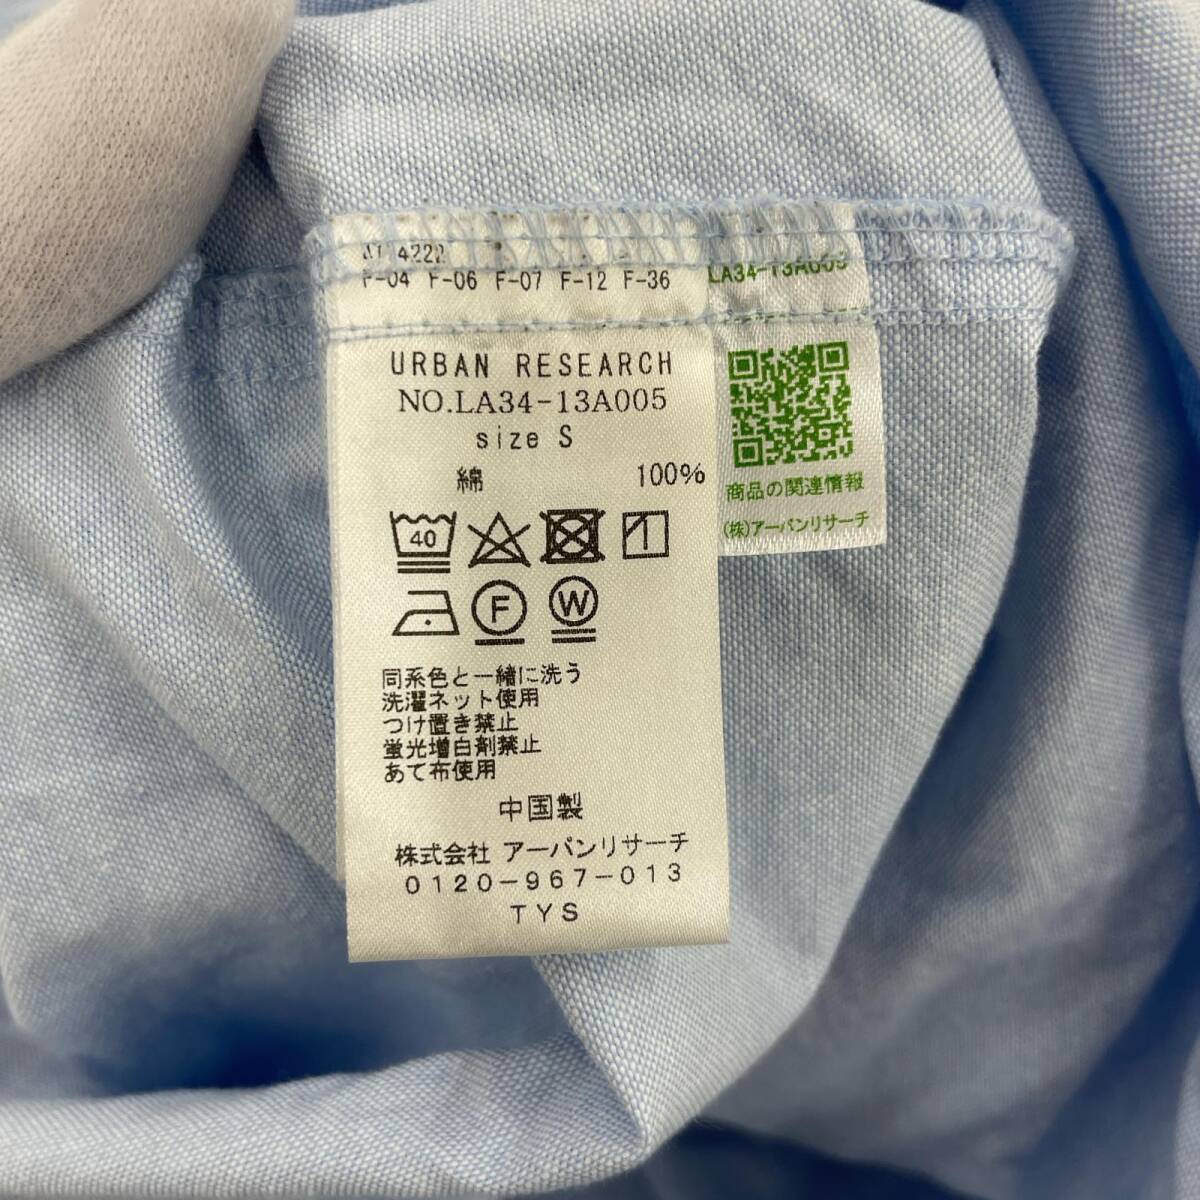 4222
F-04 F-06 F-07 F-12 F-36
LA34-13A005
URBAN RESEARCH
NO.LA34-13A005
size S
綿 100%
40
F
W
同系色と一緒に洗う
洗濯ネット使用
つけ置き禁止
蛍光増白剤禁止
あて布使用
中国製
株式会社 アーバンリサーチ
0120-967-013
TYS
商品の関連情報
(株)アーバンリサーチ